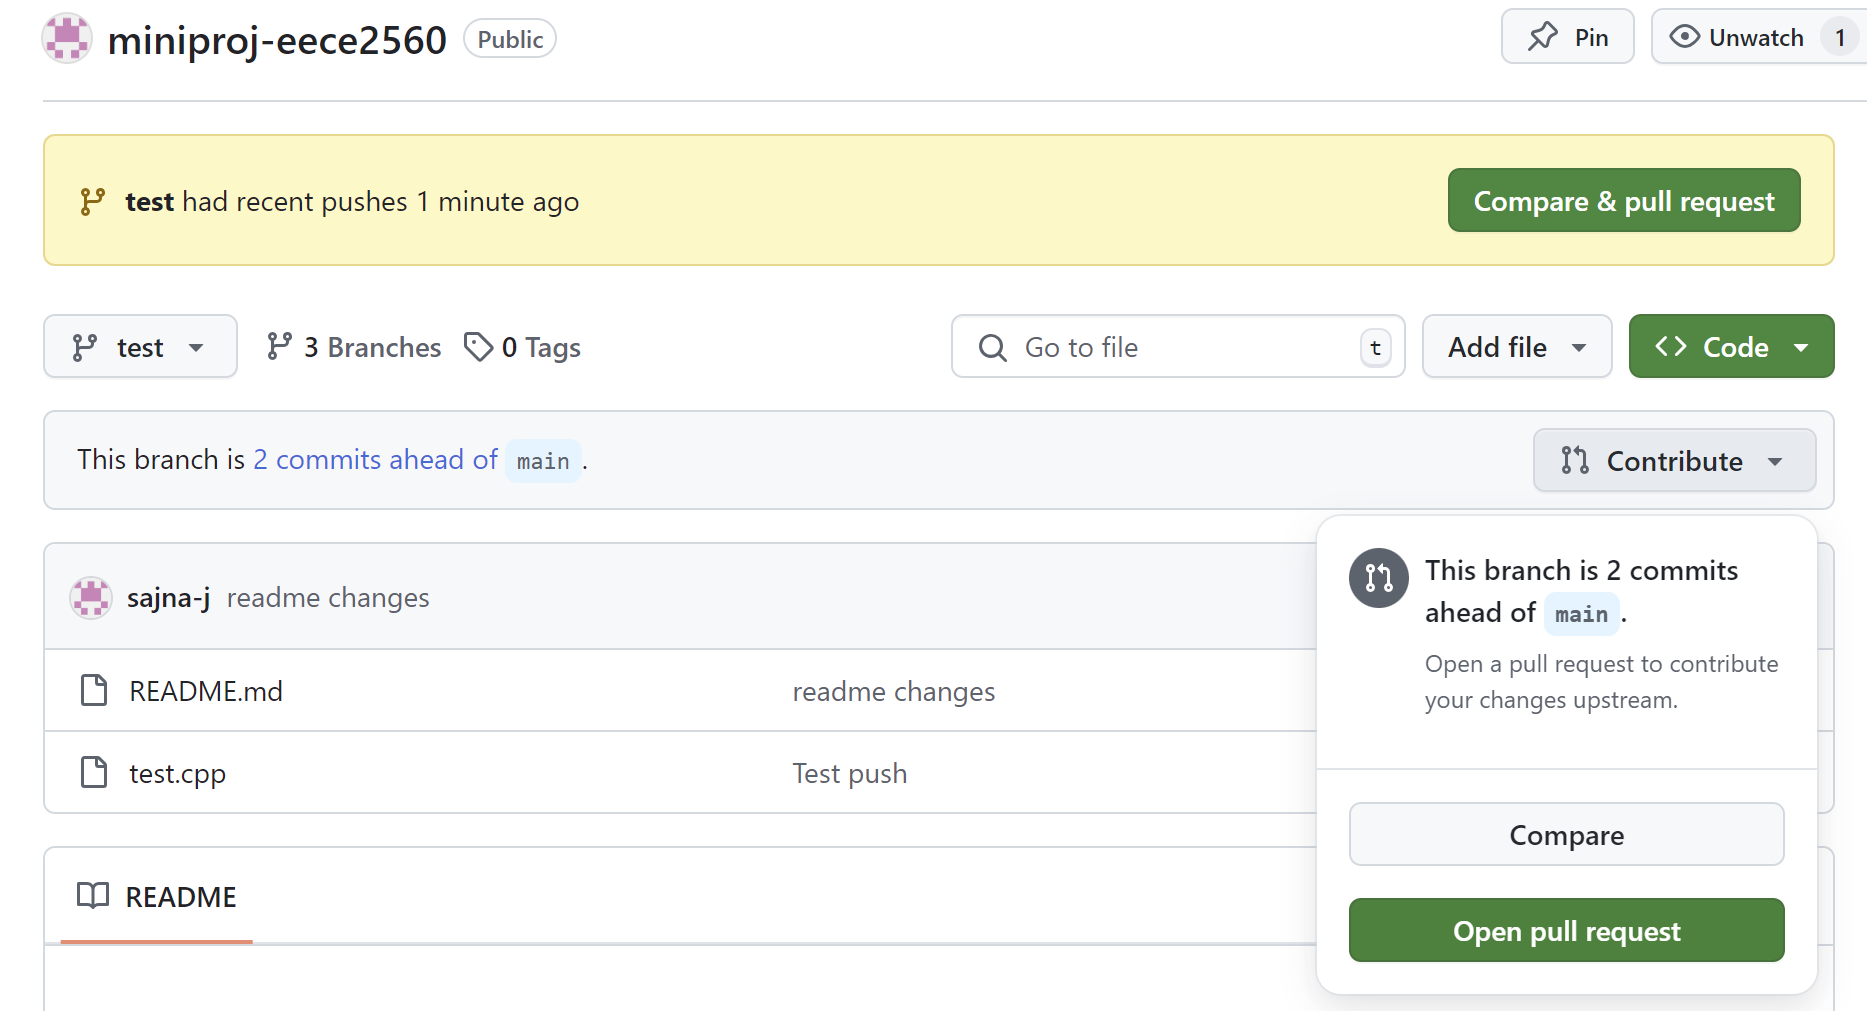 miniproj-eece2560 Public Pin Unwatch 1
test had recent pushes 1 minute ago Compare & pull request
test 3 Branches 0 Tags Go to file t Add file <> Code
This branch is 2 commits ahead of main . Contribute
sajna-j readme changes
README.md readme changes
test.cpp Test push
README
This branch is 2 commits
ahead of main .
Open a pull request to contribute
your changes upstream.
Compare
Open pull request